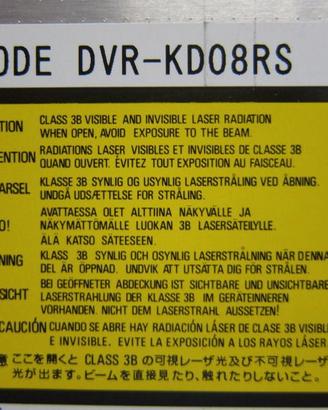 ODE DVR-KD08RS
TION CLASS 3B VISIBLE AND INVISIBLE LASER RADIATION
WHEN OPEN, AVOID EXPOSURE TO THE BEAM.
ENTION RADIATIONS LASER VISIBLES ET INVISIBLES DE CLASSE 3B
QUAND OUVERT. ÉVITEZ TOUT EXPOSITION AU FAISCEAU.
ARSEL KLASSE 3B SYNLIG OG USYNLIG LASERSTRÅLING VED ÅBNING.
UNDGÅ UDSÆTTELSE FOR STRÅLING.
O! AVATTAESSA OLET ALTTIINA NÄKYVÄLLE JA
NÄKYMÄTTÖMÄLLE LUOKAN 3B LASERSÄTEILYLLE.
ÄLÄ KATSO SÄTEESEEN.
NING KLASS 3B SYNLIG OCH OSYNLIG LASERSTRÅLNING NÄR DENNA
DEL ÄR ÖPPNAD. UNDVIK ATT UTSÄTTA DIG FÖR STRÅLEN.
SICHT BEI GEÖFFNETER ABDECKUNG IST SICHTBARE UND UNSICHTBARE
LASERSTRAHLUNG DER KLASSE 3B IM GERÄTEINNEREN
VORHANDEN. NICHT DEM LASERSTRAHL AUSSETZEN!
CAUCIÓN CUANDO SE ABRE HAY RADIACIÓN LÁSER DE CLASE 3B VISIBLE
E INVISIBLE. EVITE LA EXPOSICIÓN A LOS RAYOS LÁSER.
意 ここを開くと CLASS 3B の可視レーザ光及び不可視レーザ
光が出ます。ビームを直接見たり、触れたりしないこと。